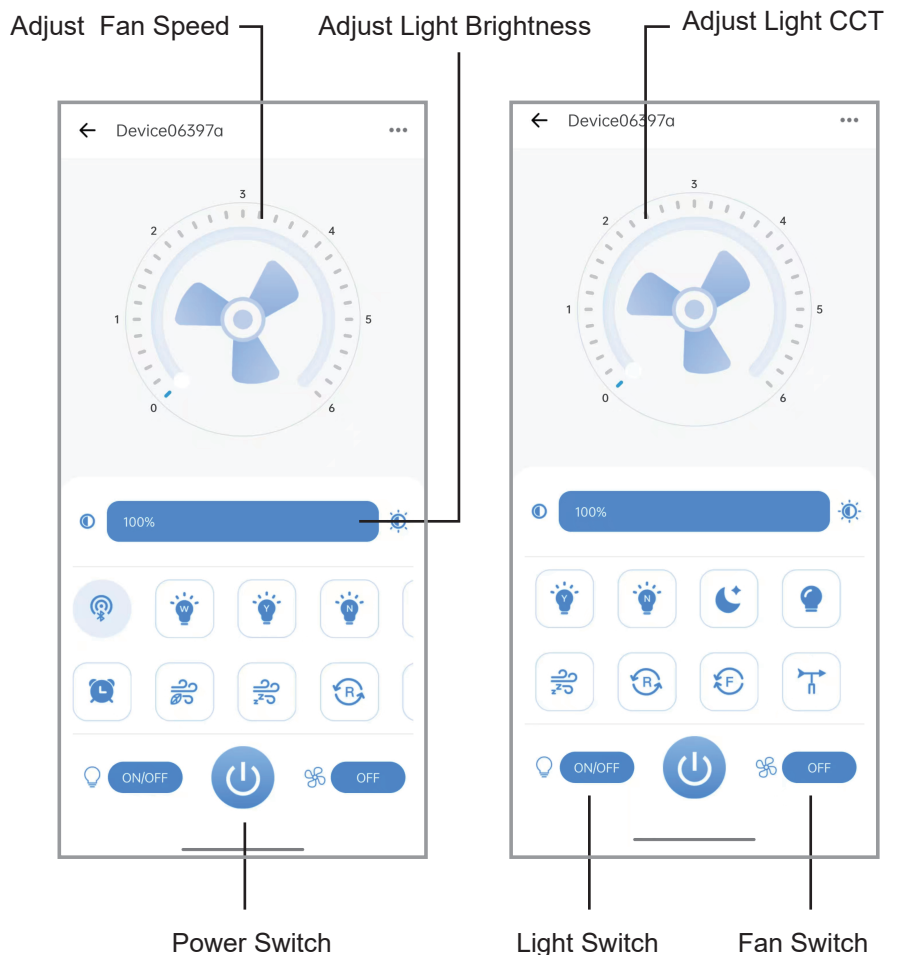 Adjust Fan Speed
Adjust Light Brightness
Adjust Light CCT
Device06397a
3
2
4
1
5
0
6
100%
W
Y
N
z z
R
ON/OFF
OFF
Power Switch
Device06397a
3
2
4
1
5
0
6
100%
Y
N
z z
R
F
ON/OFF
OFF
Light Switch
Fan Switch